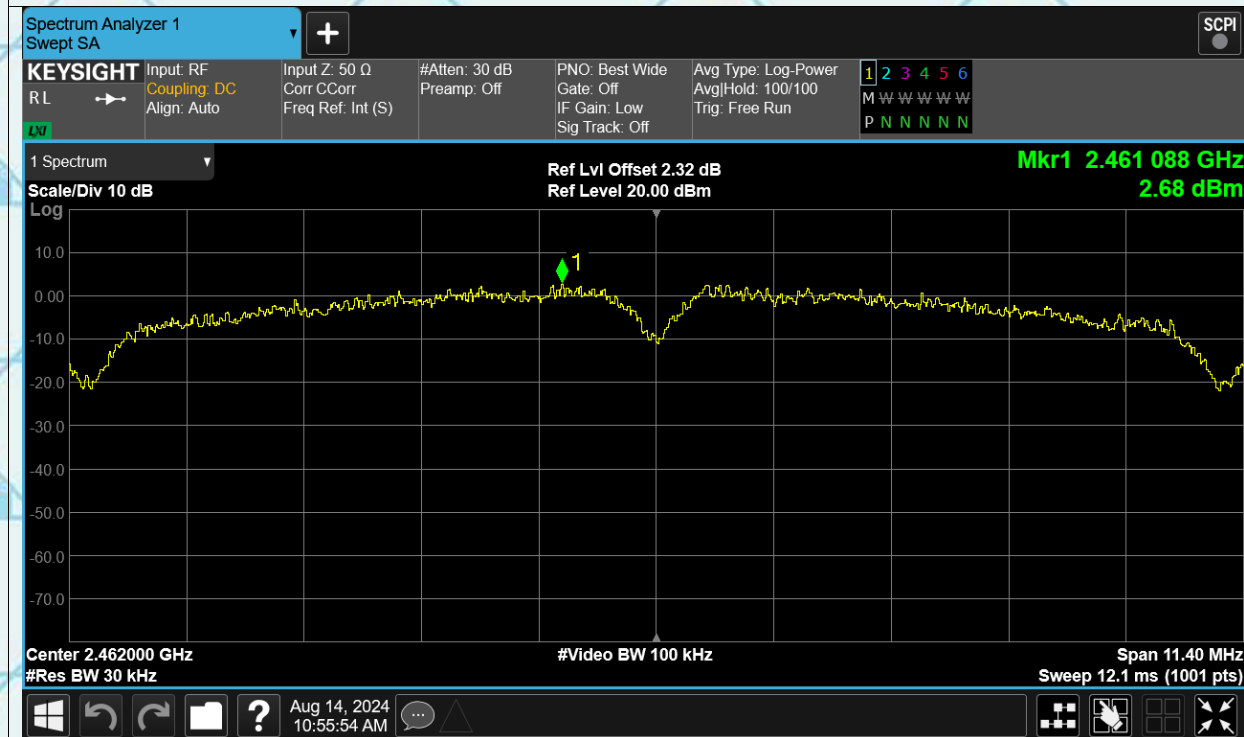 Spectrum Analyzer 1
Swept SA
+
SCPI
KEYSIGHT
RL
LXI
Input: RF
Coupling: DC
Align: Auto
Input Z: 50 Ω
Corr CCorr
Freq Ref: Int (S)
#Atten: 30 dB
Preamp: Off
PNO: Best Wide
Gate: Off
IF Gain: Low
Sig Track: Off
Avg Type: Log-Power
Avg|Hold: 100/100
Trig: Free Run
1 2 3 4 5 6
M W W W W W W
P N N N N N N
1 Spectrum
Scale/Div 10 dB
Ref Lvl Offset 2.32 dB
Ref Level 20.00 dBm
Mkr1 2.461 088 GHz
2.68 dBm
Log
10.0
0.00
-10.0
-20.0
-30.0
-40.0
-50.0
-60.0
-70.0
1
Center 2.462000 GHz
#Res BW 30 kHz
#Video BW 100 kHz
Span 11.40 MHz
Sweep 12.1 ms (1001 pts)
?
Aug 14, 2024
10:55:54 AM